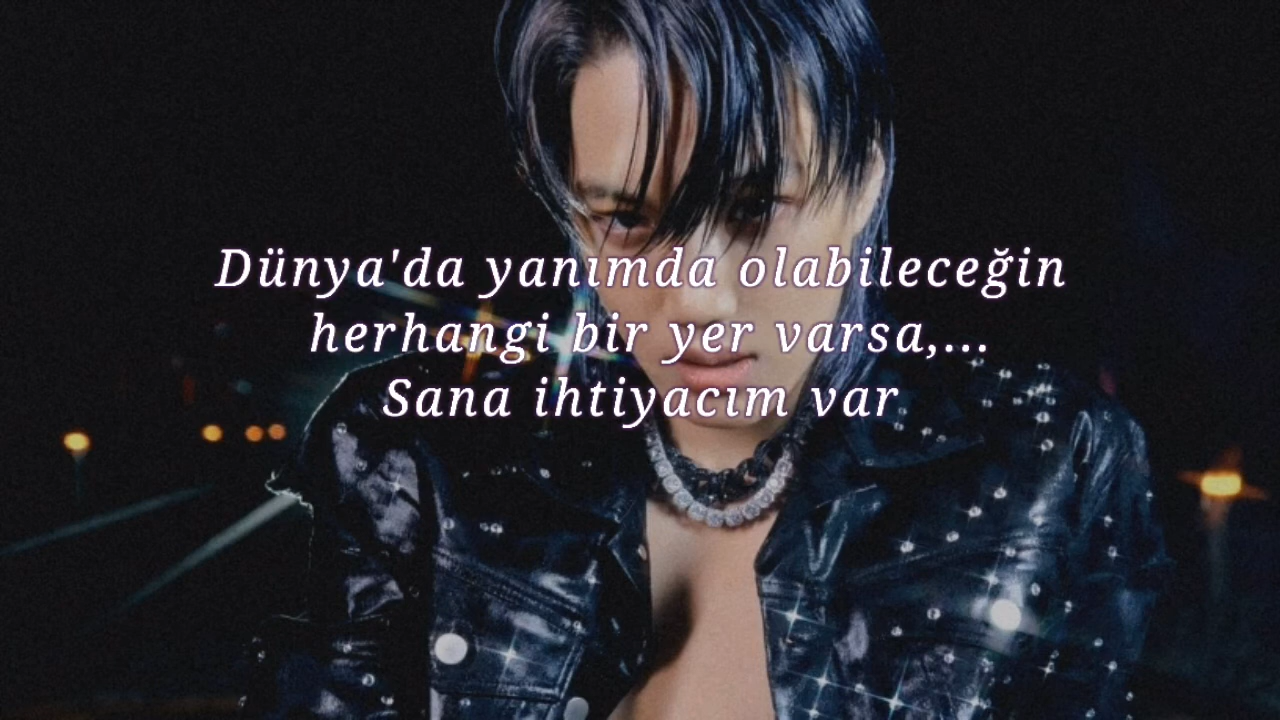 Dünya'da yanımda olabileceğin
herhangi bir yer varsa,...
Sana ihtiyacım var